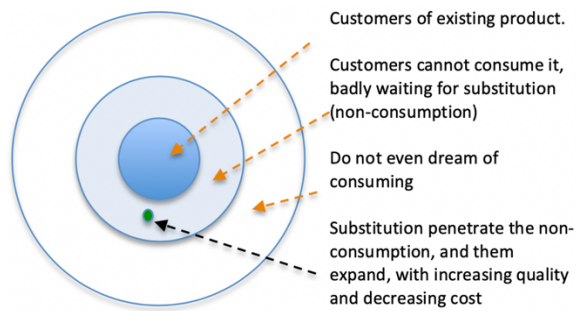 Customers of existing product.
Customers cannot consume it,
badly waiting for substitution
(non-consumption)
Do not even dream of
consuming
Substitution penetrate the non-
consumption, and them
expand, with increasing quality
and decreasing cost